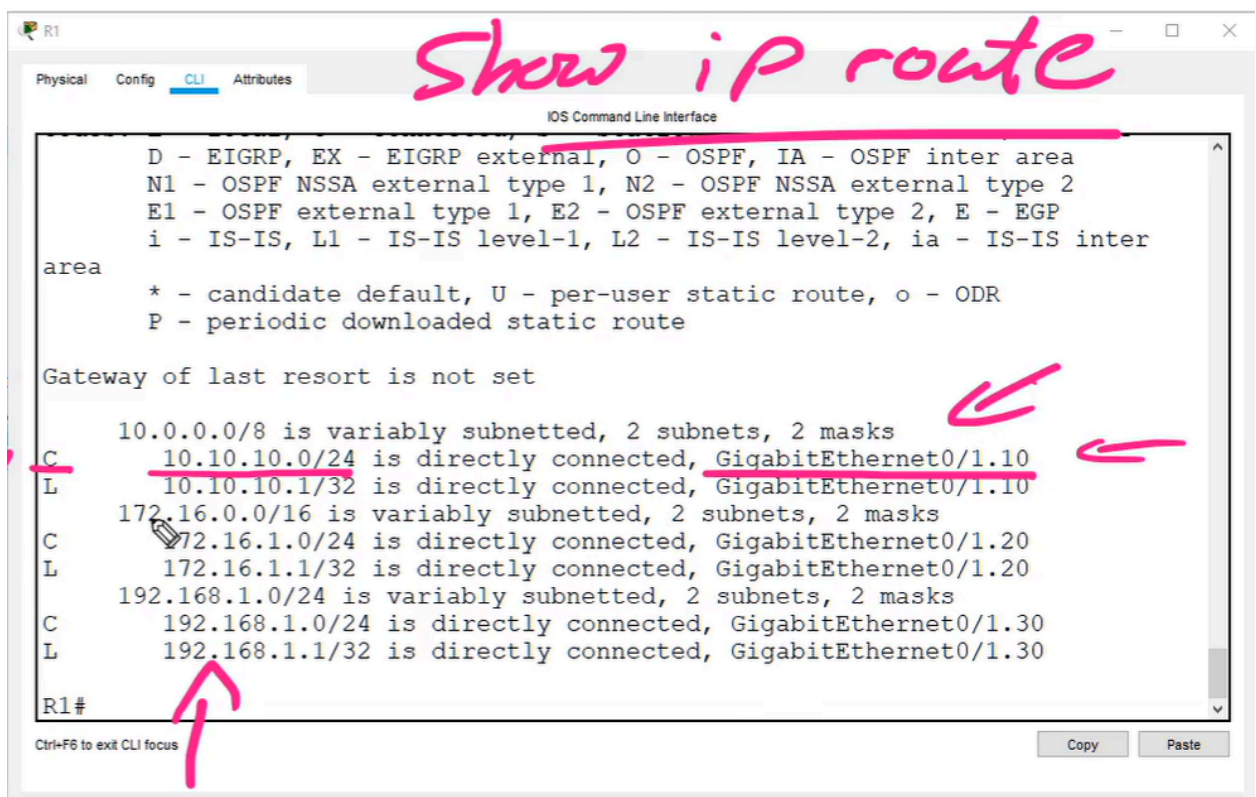 R1
Show ip route
Physical Config CLI Attributes
IOS Command Line Interface
D - EIGRP, EX - EIGRP external, O - OSPF, IA - OSPF inter area
N1 - OSPF NSSA external type 1, N2 - OSPF NSSA external type 2
E1 - OSPF external type 1, E2 - OSPF external type 2, E - EGP
i - IS-IS, L1 - IS-IS level-1, L2 - IS-IS level-2, ia - IS-IS inter
area
* - candidate default, U - per-user static route, o - ODR
P - periodic downloaded static route
Gateway of last resort is not set
10.0.0.0/8 is variably subnetted, 2 subnets, 2 masks
C 10.10.10.0/24 is directly connected, GigabitEthernet0/1.10
L 10.10.10.1/32 is directly connected, GigabitEthernet0/1.10
172.16.0.0/16 is variably subnetted, 2 subnets, 2 masks
C 172.16.1.0/24 is directly connected, GigabitEthernet0/1.20
L 172.16.1.1/32 is directly connected, GigabitEthernet0/1.20
192.168.1.0/24 is variably subnetted, 2 subnets, 2 masks
C 192.168.1.0/24 is directly connected, GigabitEthernet0/1.30
L 192.168.1.1/32 is directly connected, GigabitEthernet0/1.30
R1#
Ctrl+F6 to exit CLI focus
Copy Paste